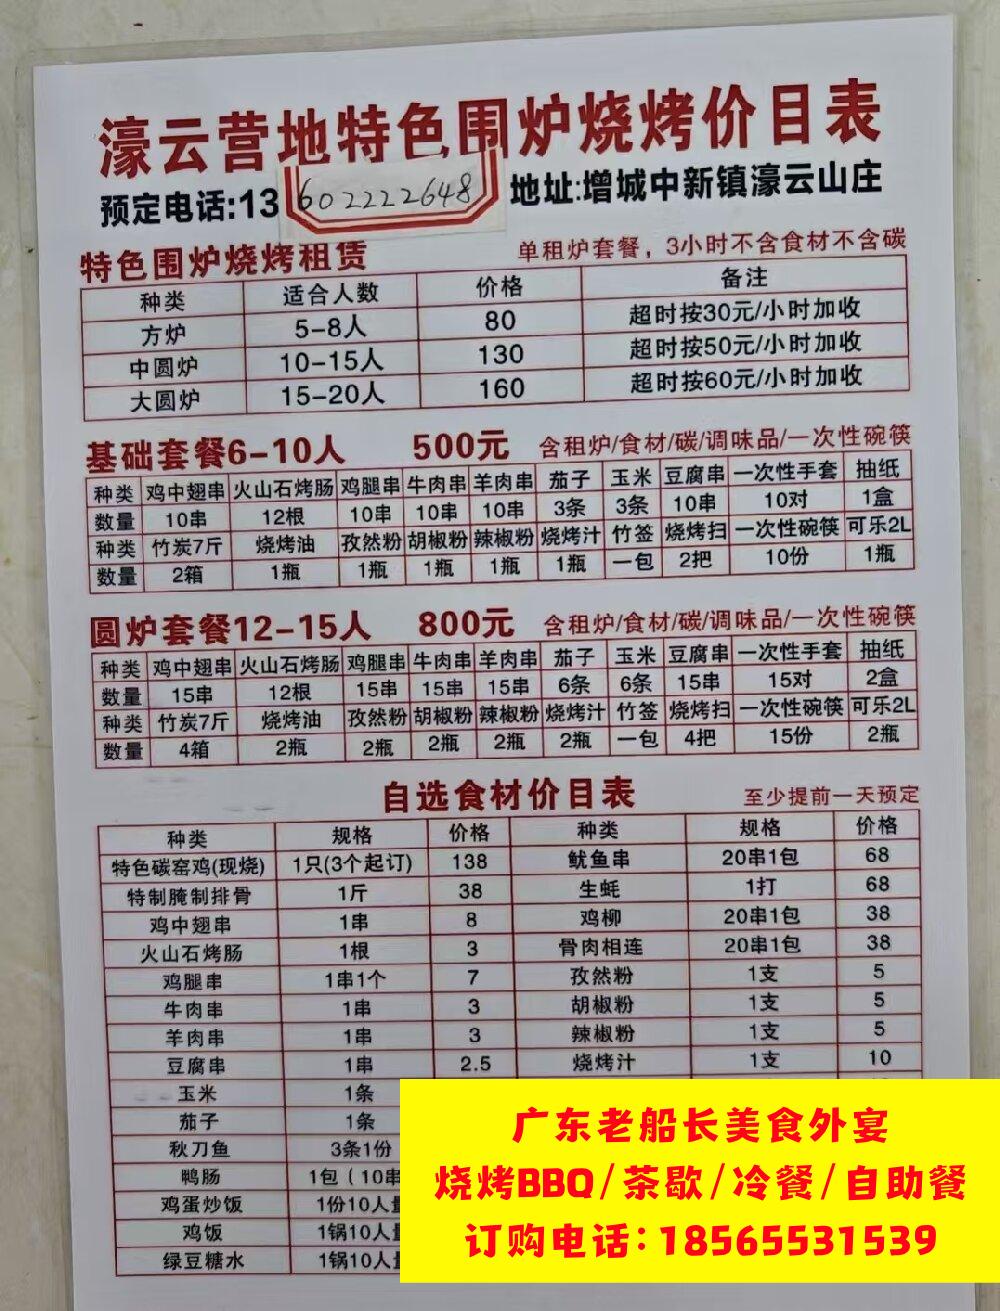 濠云营地特色围炉烧烤价目表
预定电话:13602222648 地址:增城中新镇濠云山庄
特色围炉烧烤租赁 单租炉套餐，3小时不含食材不含碳
种类 适合人数 价格 备注
方炉 5-8人 80 超时按30元/小时加收
中圆炉 10-15人 130 超时按50元/小时加收
大圆炉 15-20人 160 超时按60元/小时加收
基础套餐6-10人 500元 含租炉/食材/碳/调味品/一次性碗筷
种类 鸡中翅串 火山石烤肠 鸡腿串 牛肉串 羊肉串 茄子 玉米 豆腐串 一次性手套 抽纸
数量 10串 12根 10串 10串 10串 3条 3条 10串 10对 1盒
种类 竹炭7斤 烧烤油 孜然粉 胡椒粉 辣椒粉 烧烤汁 竹签 烧烤扫 一次性碗筷 可乐2L
数量 2箱 1瓶 1瓶 1瓶 1瓶 1瓶 一包 2把 10份 1瓶
圆炉套餐12-15人 800元 含租炉/食材/碳/调味品/一次性碗筷
种类 鸡中翅串 火山石烤肠 鸡腿串 牛肉串 羊肉串 茄子 玉米 豆腐串 一次性手套 抽纸
数量 15串 12根 15串 15串 15串 6条 6条 15串 15对 2盒
种类 竹炭7斤 烧烤油 孜然粉 胡椒粉 辣椒粉 烧烤汁 竹签 烧烤扫 一次性碗筷 可乐2L
数量 4箱 2瓶 2瓶 2瓶 2瓶 2瓶 一包 4把 15份 2瓶
自选食材价目表 至少提前一天预定
种类 规格 价格 种类 规格 价格
特色碳窑鸡(现烧) 1只(3个起订) 138 鱿鱼串 20串1包 68
特制腌制排骨 1斤 38 生蚝 1打 68
鸡中翅串 1串 8 鸡柳 20串1包 38
火山石烤肠 1根 3 骨肉相连 20串1包 38
鸡腿串 1串1个 7 孜然粉 1支 5
牛肉串 1串 3 胡椒粉 1支 5
羊肉串 1串 3 辣椒粉 1支 5
豆腐串 1串 2.5 烧烤汁 1支 10
玉米 1条
茄子 1条
秋刀鱼 3条1份
鸭肠 1包（10串
鸡蛋炒饭 1份10人量
鸡饭 1锅10人量
绿豆糖水 1锅10人量
广东老船长美食外宴
烧烤BBQ/茶歇/冷餐/自助餐
订购电话：18565531539